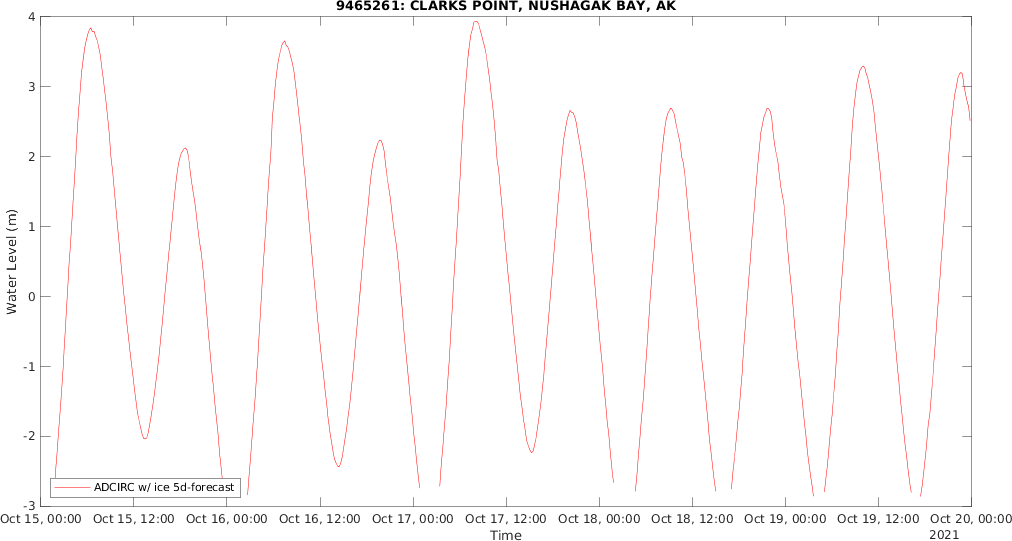 9465261: CLARKS POINT, NUSHAGAK BAY, AK
4
3
2
1
0
-1
-2
-3
Water Level (m)
ADCIRC w/ ice 5d-forecast
Oct 15, 00:00 Oct 15, 12:00 Oct 16, 00:00 Oct 16, 12:00 Oct 17, 00:00 Oct 17, 12:00 Oct 18, 00:00 Oct 18, 12:00 Oct 19, 00:00 Oct 19, 12:00 Oct 20, 00:00
Time
2021